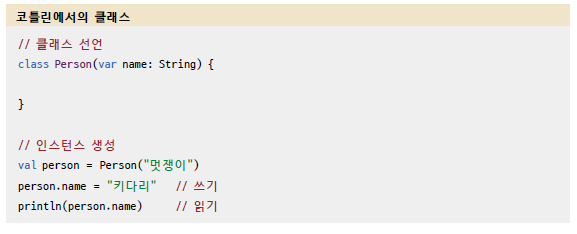 코틀린에서의 클래스
// 클래스 선언
class Person(var name: String) {
}
// 인스턴스 생성
val person = Person("멋쟁이")
person.name = "키다리" // 쓰기
println(person.name) // 읽기